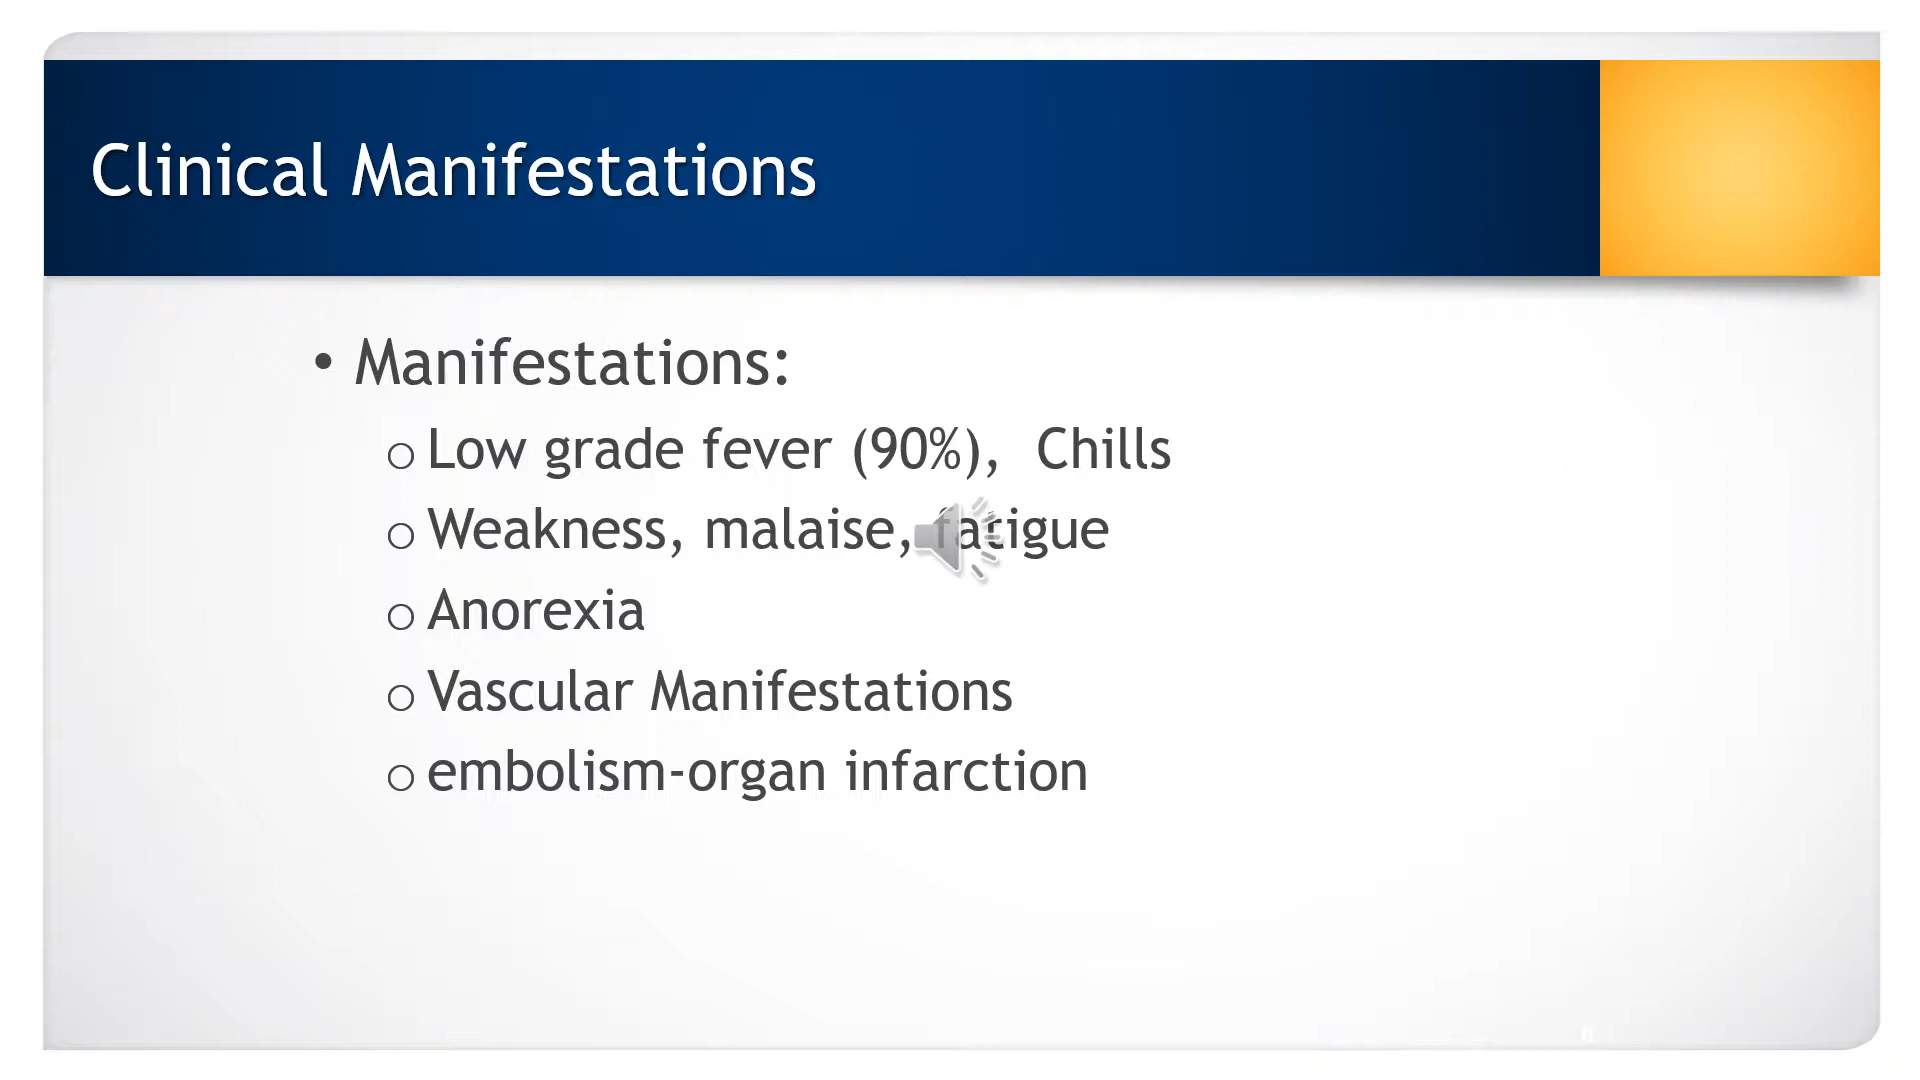 Clinical Manifestations
• Manifestations:
o Low grade fever (90%), Chills
o Weakness, malaise, fatigue
o Anorexia
o Vascular Manifestations
o embolism-organ infarction